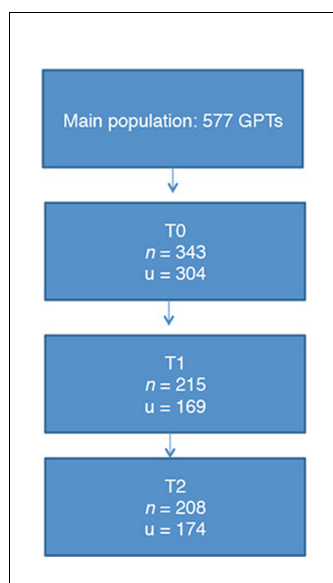 Main population: 577 GPTs
T0
n = 343
u = 304
T1
n = 215
u = 169
T2
n = 208
u = 174